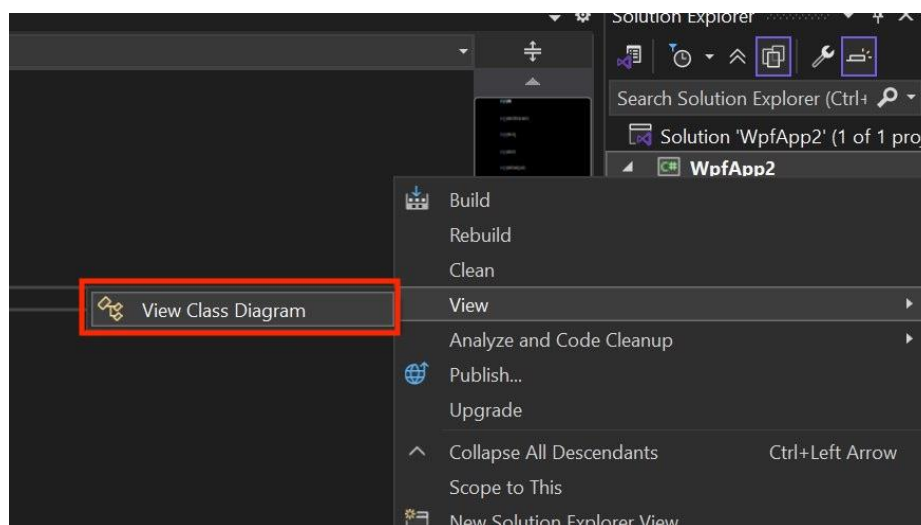 Solution Explorer
Search Solution Explorer (Ctrl+
Solution 'WpfApp2' (1 of 1 pro
C# WpfApp2
Build
Rebuild
Clean
View
View Class Diagram
Analyze and Code Cleanup
Publish...
Upgrade
Collapse All Descendants Ctrl+Left Arrow
Scope to This
New Solution Explorer View